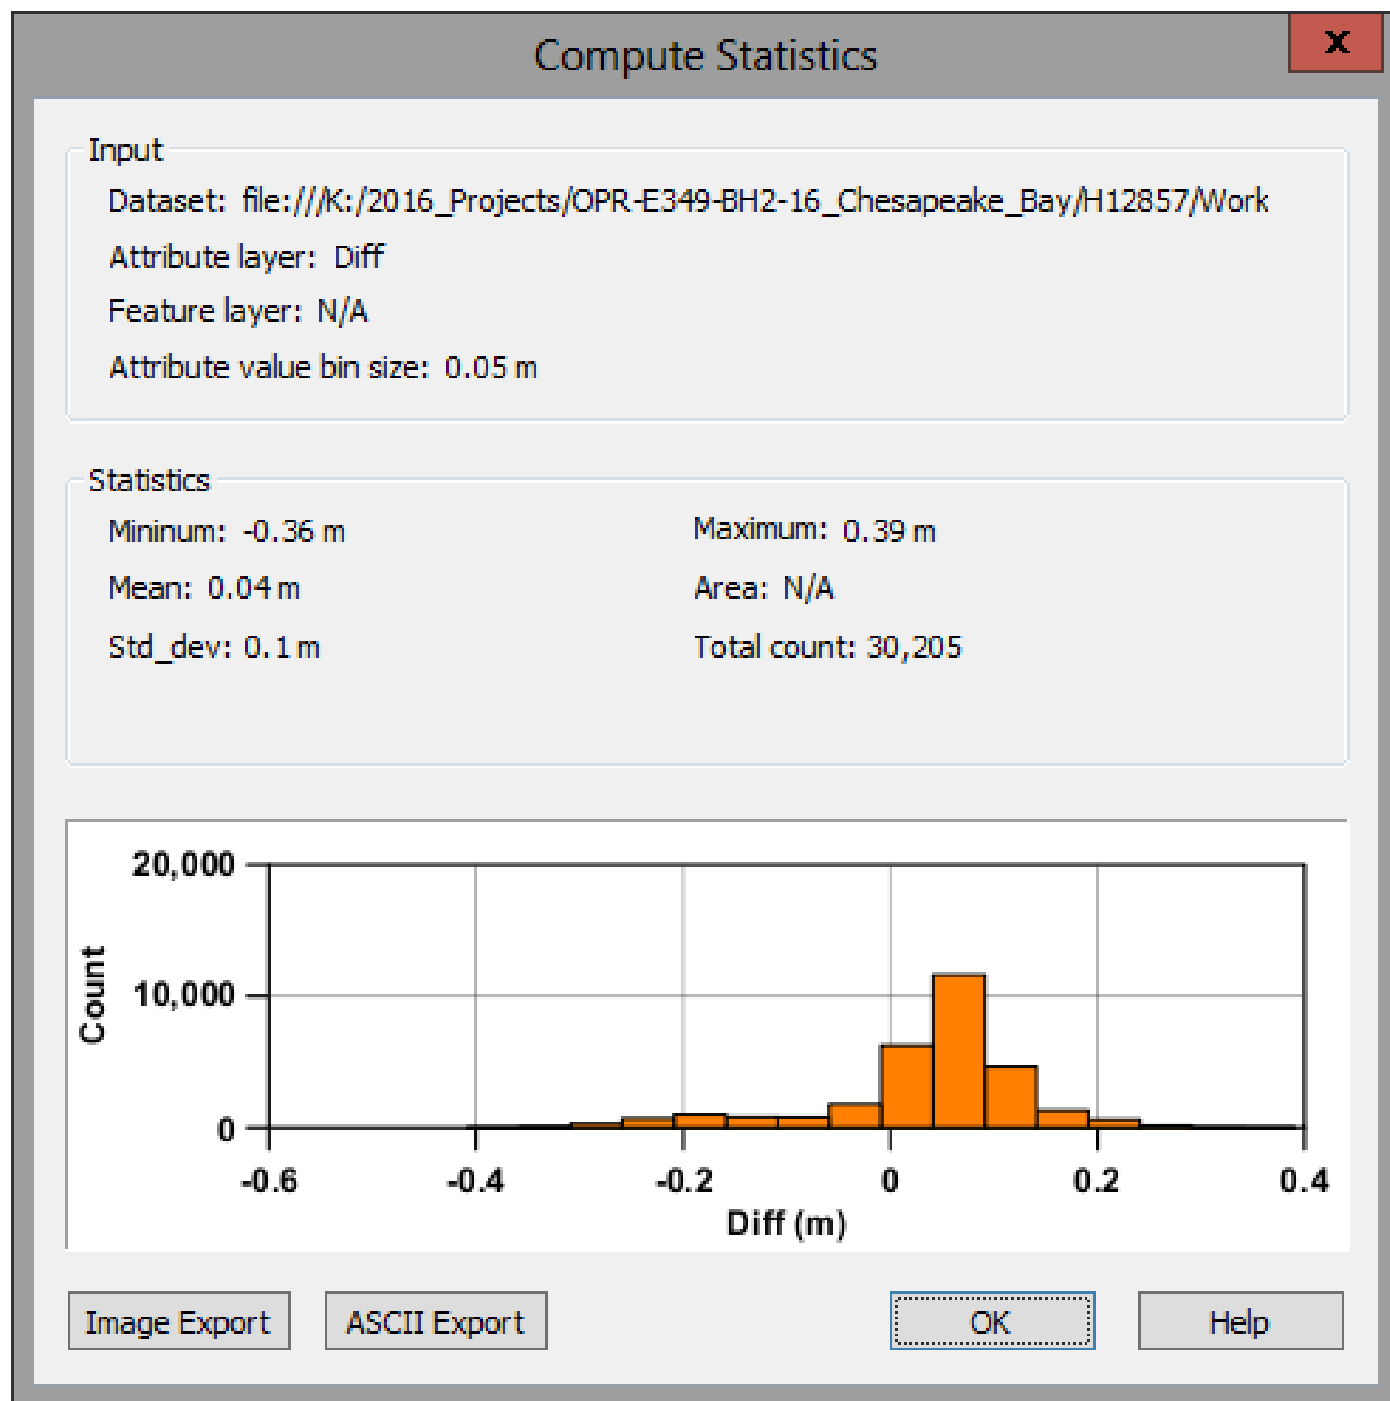 Compute Statistics
x
Input
Dataset: file:///K:/2016_Projects/OPR-E349-BH2-16_Chesapeake_Bay/H12857/Work
Attribute layer: Diff
Feature layer: N/A
Attribute value bin size: 0.05 m
Statistics
Mininum: -0.36 m Maximum: 0.39 m
Mean: 0.04 m Area: N/A
Std_dev: 0.1 m Total count: 30,205
20,000
10,000
0
Count
-0.6 -0.4 -0.2 0 0.2 0.4
Diff (m)
Image Export ASCII Export OK Help